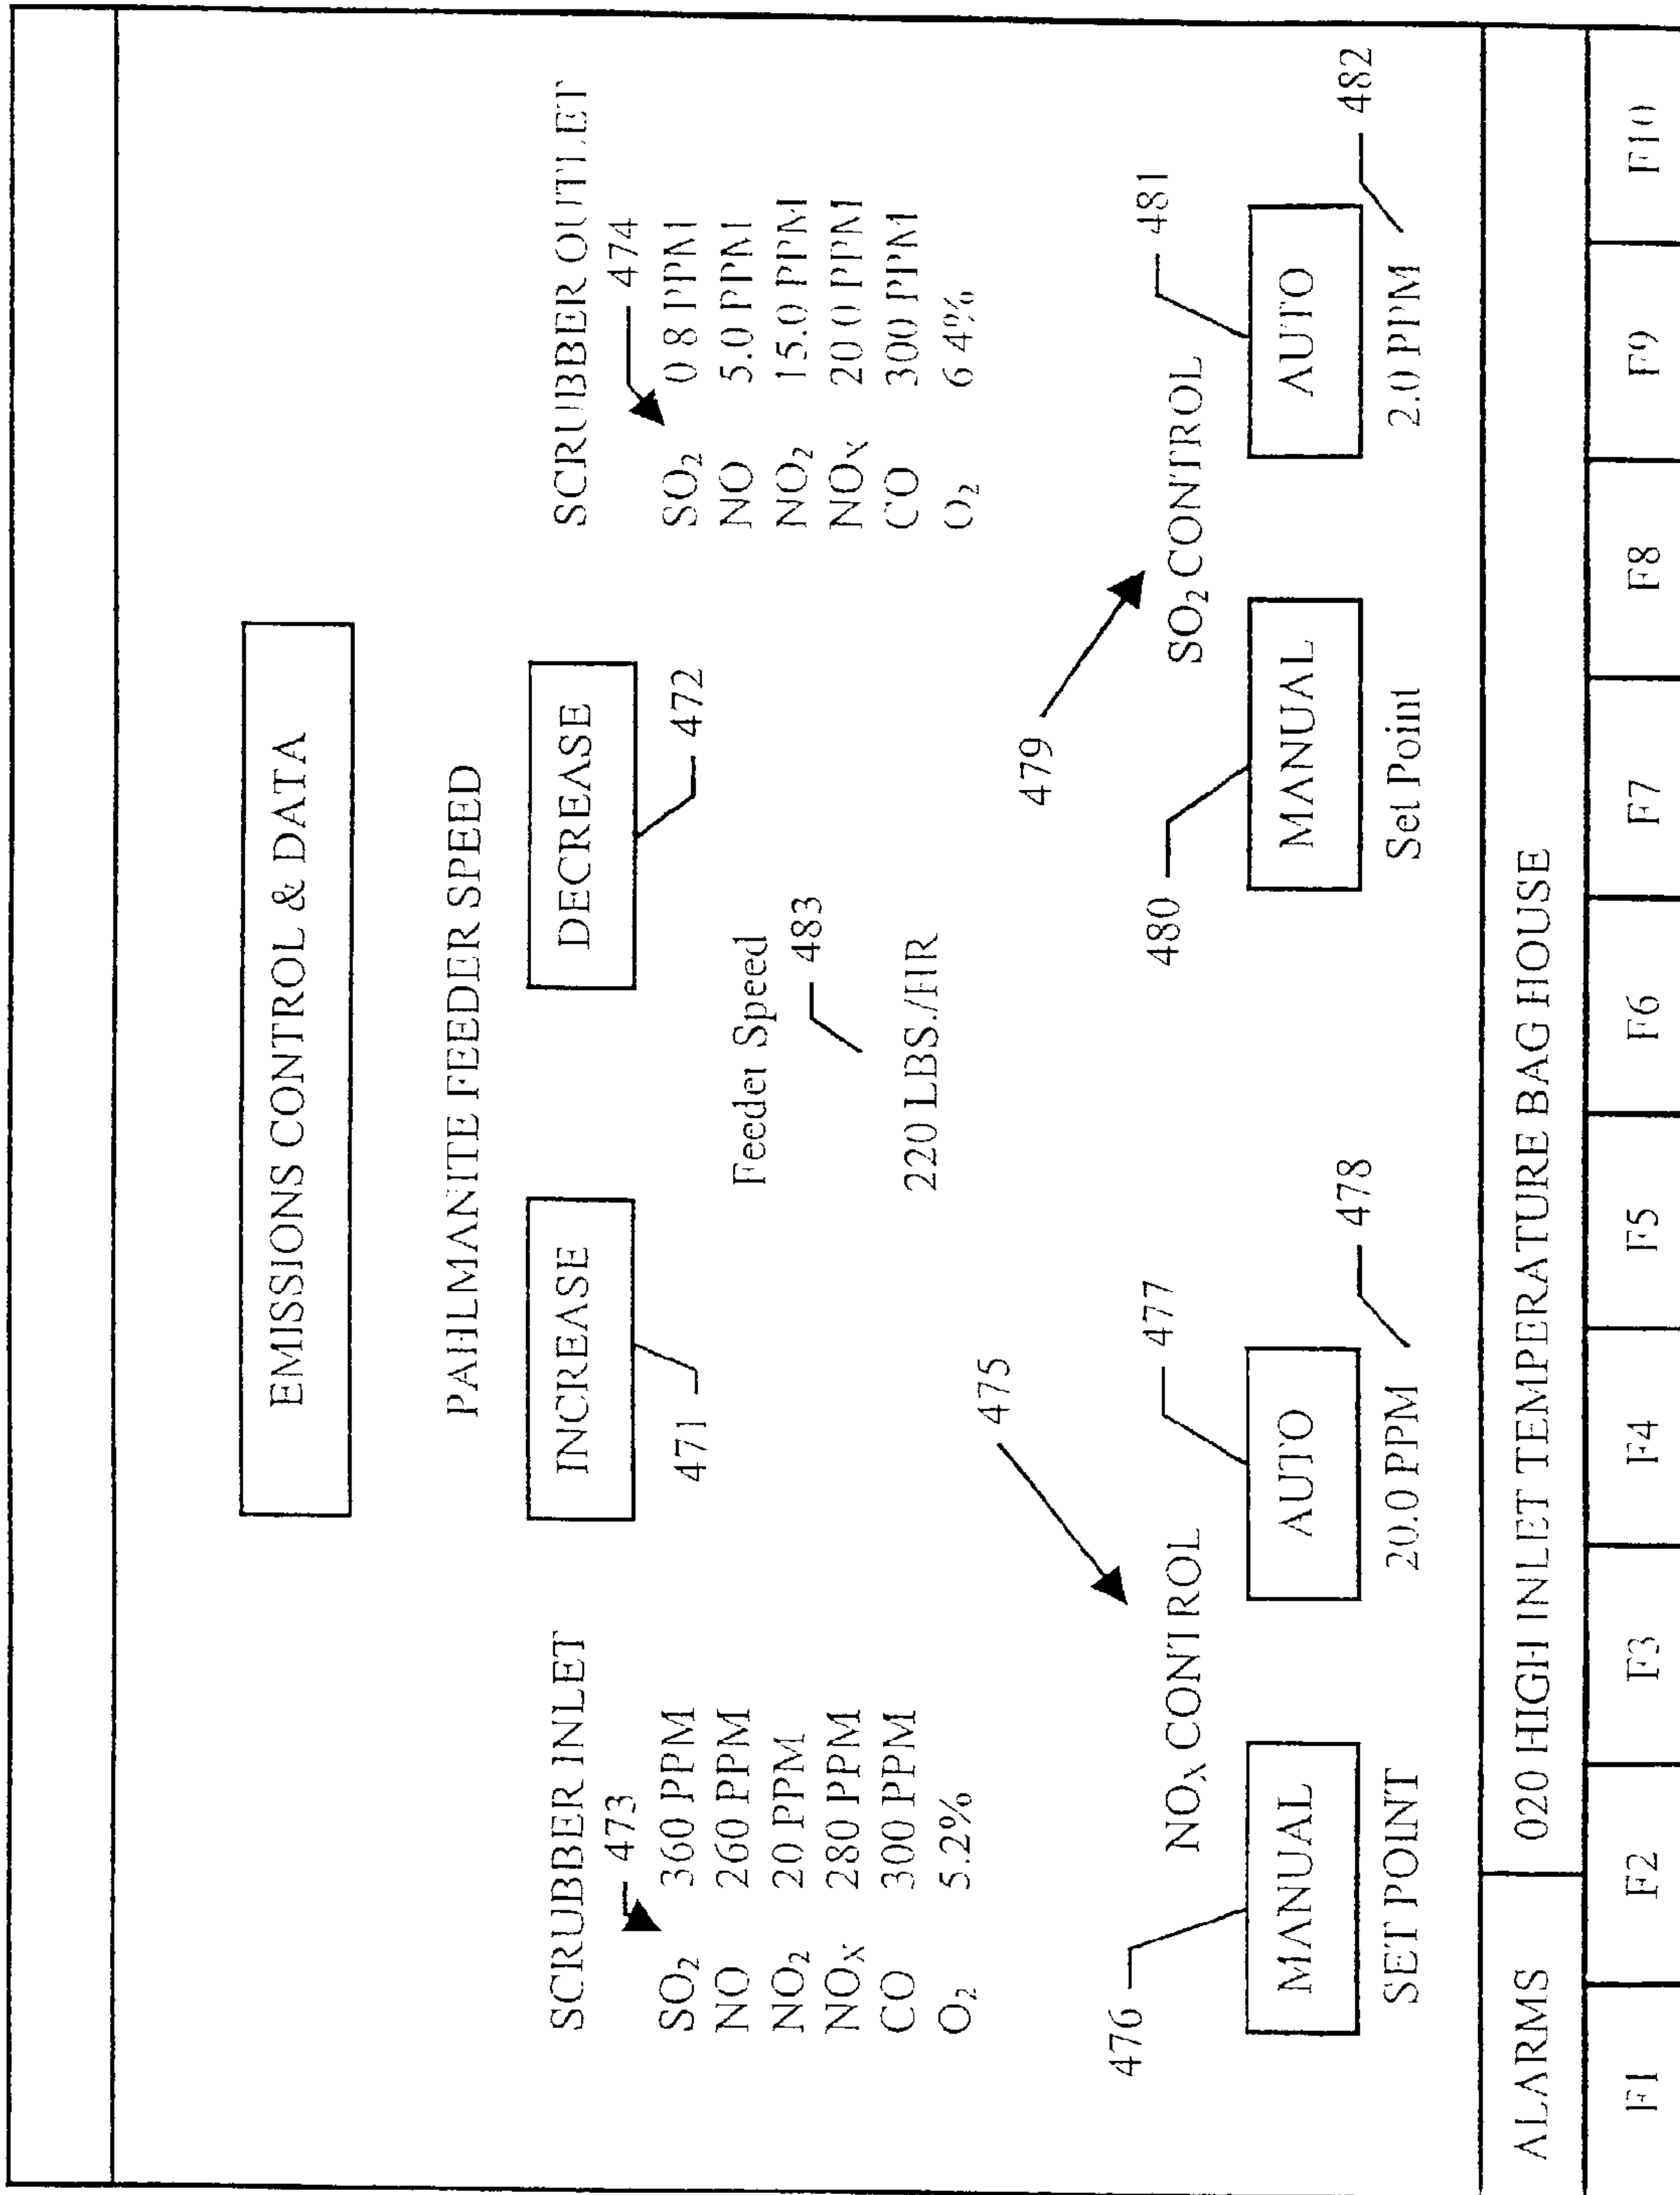 EMISSIONS CONTROL & DATA
PAHLMANITE FEEDER SPEED
INCREASE
DECREASE
471
472
Feeder Speed
483
220 LBS./HR
SCRUBBER INLET
473
SO₂ 360 PPM
NO 260 PPM
NO₂ 20 PPM
NOₓ 280 PPM
CO 300 PPM
O₂ 5.2%
SCRUBBER OUTLET
474
SO₂ 0 8 PPM
NO 5.0 PPM
NO₂ 15.0 PPM
NOₓ 20 0 PPM
CO 300 PPM
O₂ 6 4%
475
NOₓ CONTROL
476
477
MANUAL
AUTO
SET POINT
20.0 PPM
478
479
SO₂ CONTROL
480
481
MANUAL
AUTO
Set Point
2.0 PPM
482
ALARMS
020 HIGH INLET TEMPERATURE BAG HOUSE
F1 F2 F3 F4 F5 F6 F7 F8 F9 F10